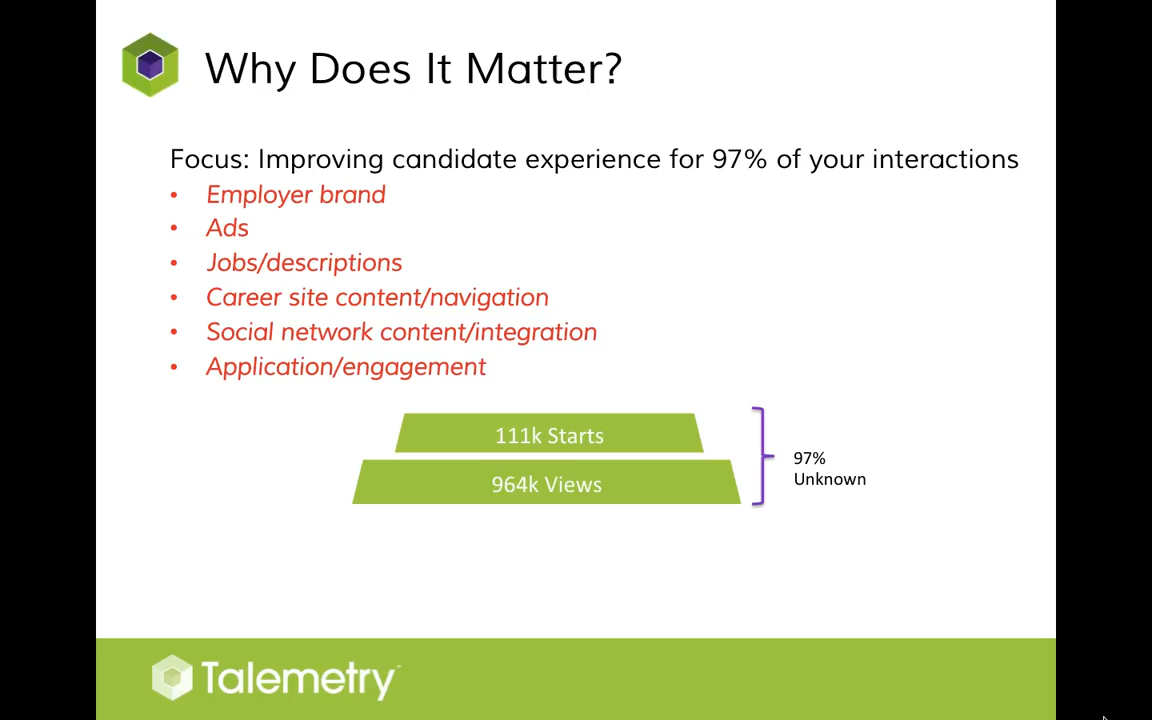 Why Does It Matter?
Focus: Improving candidate experience for 97% of your interactions
• Employer brand
• Ads
• Jobs/descriptions
• Career site content/navigation
• Social network content/integration
• Application/engagement
111k Starts
964k Views
97%
Unknown
Talemetry™